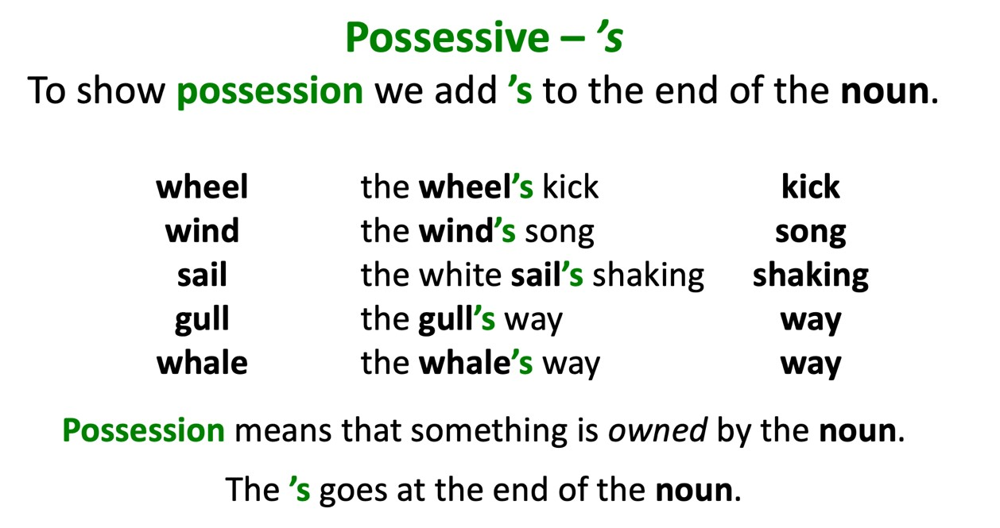 Possessive – ’s
To show possession we add ’s to the end of the noun.
wheel the wheel’s kick kick
wind the wind’s song song
sail the white sail’s shaking shaking
gull the gull’s way way
whale the whale’s way way
Possession means that something is owned by the noun.
The ’s goes at the end of the noun.